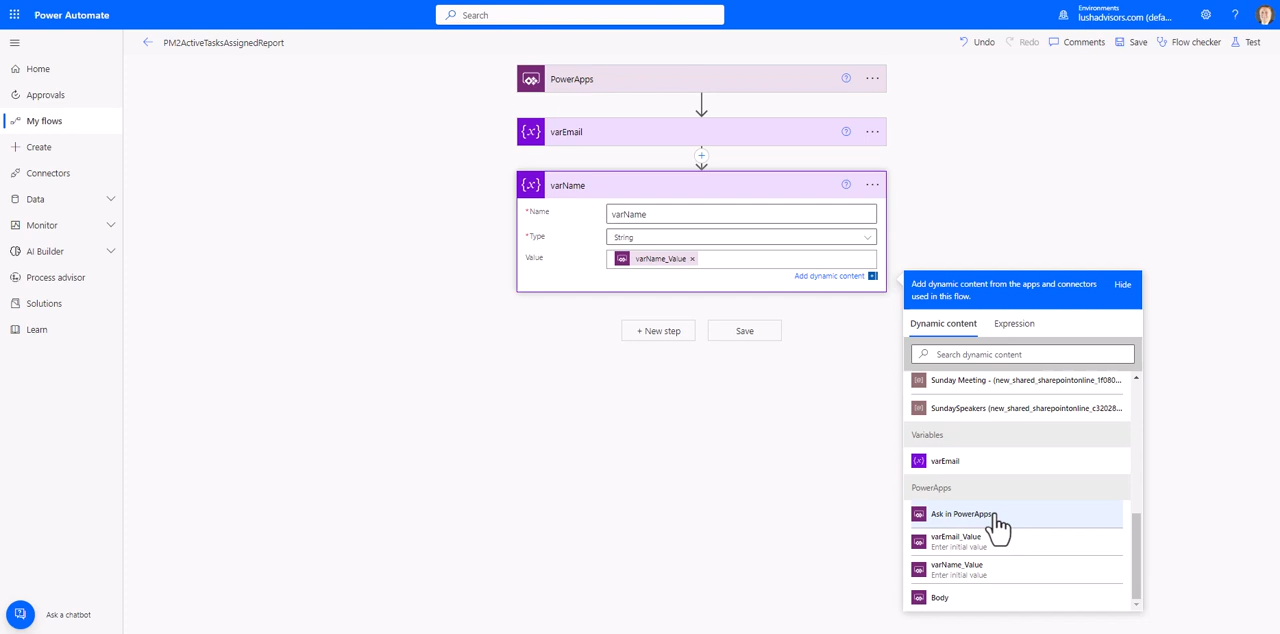 Power Automate
Search
Environments
lushadvisors.com (defa...
PM2ActiveTasksAssignedReport
Undo
Redo
Comments
Save
Flow checker
Test
Home
Approvals
My flows
Create
Connectors
Data
Monitor
AI Builder
Process advisor
Solutions
Learn
Ask a chatbot
PowerApps
{x} varEmail
{x} varName
* Name
varName
* Type
String
Value
varName_Value ×
Add dynamic content
+ New step
Save
Add dynamic content from the apps and connectors
used in this flow.
Hide
Dynamic content
Expression
Search dynamic content
Sunday Meeting - (new_shared_sharepointonline_1f080...
SundaySpeakers (new_shared_sharepointonline_c32028...
Variables
{x} varEmail
PowerApps
Ask in PowerApps
varEmail_Value
Enter initial value
varName_Value
Enter initial value
Body